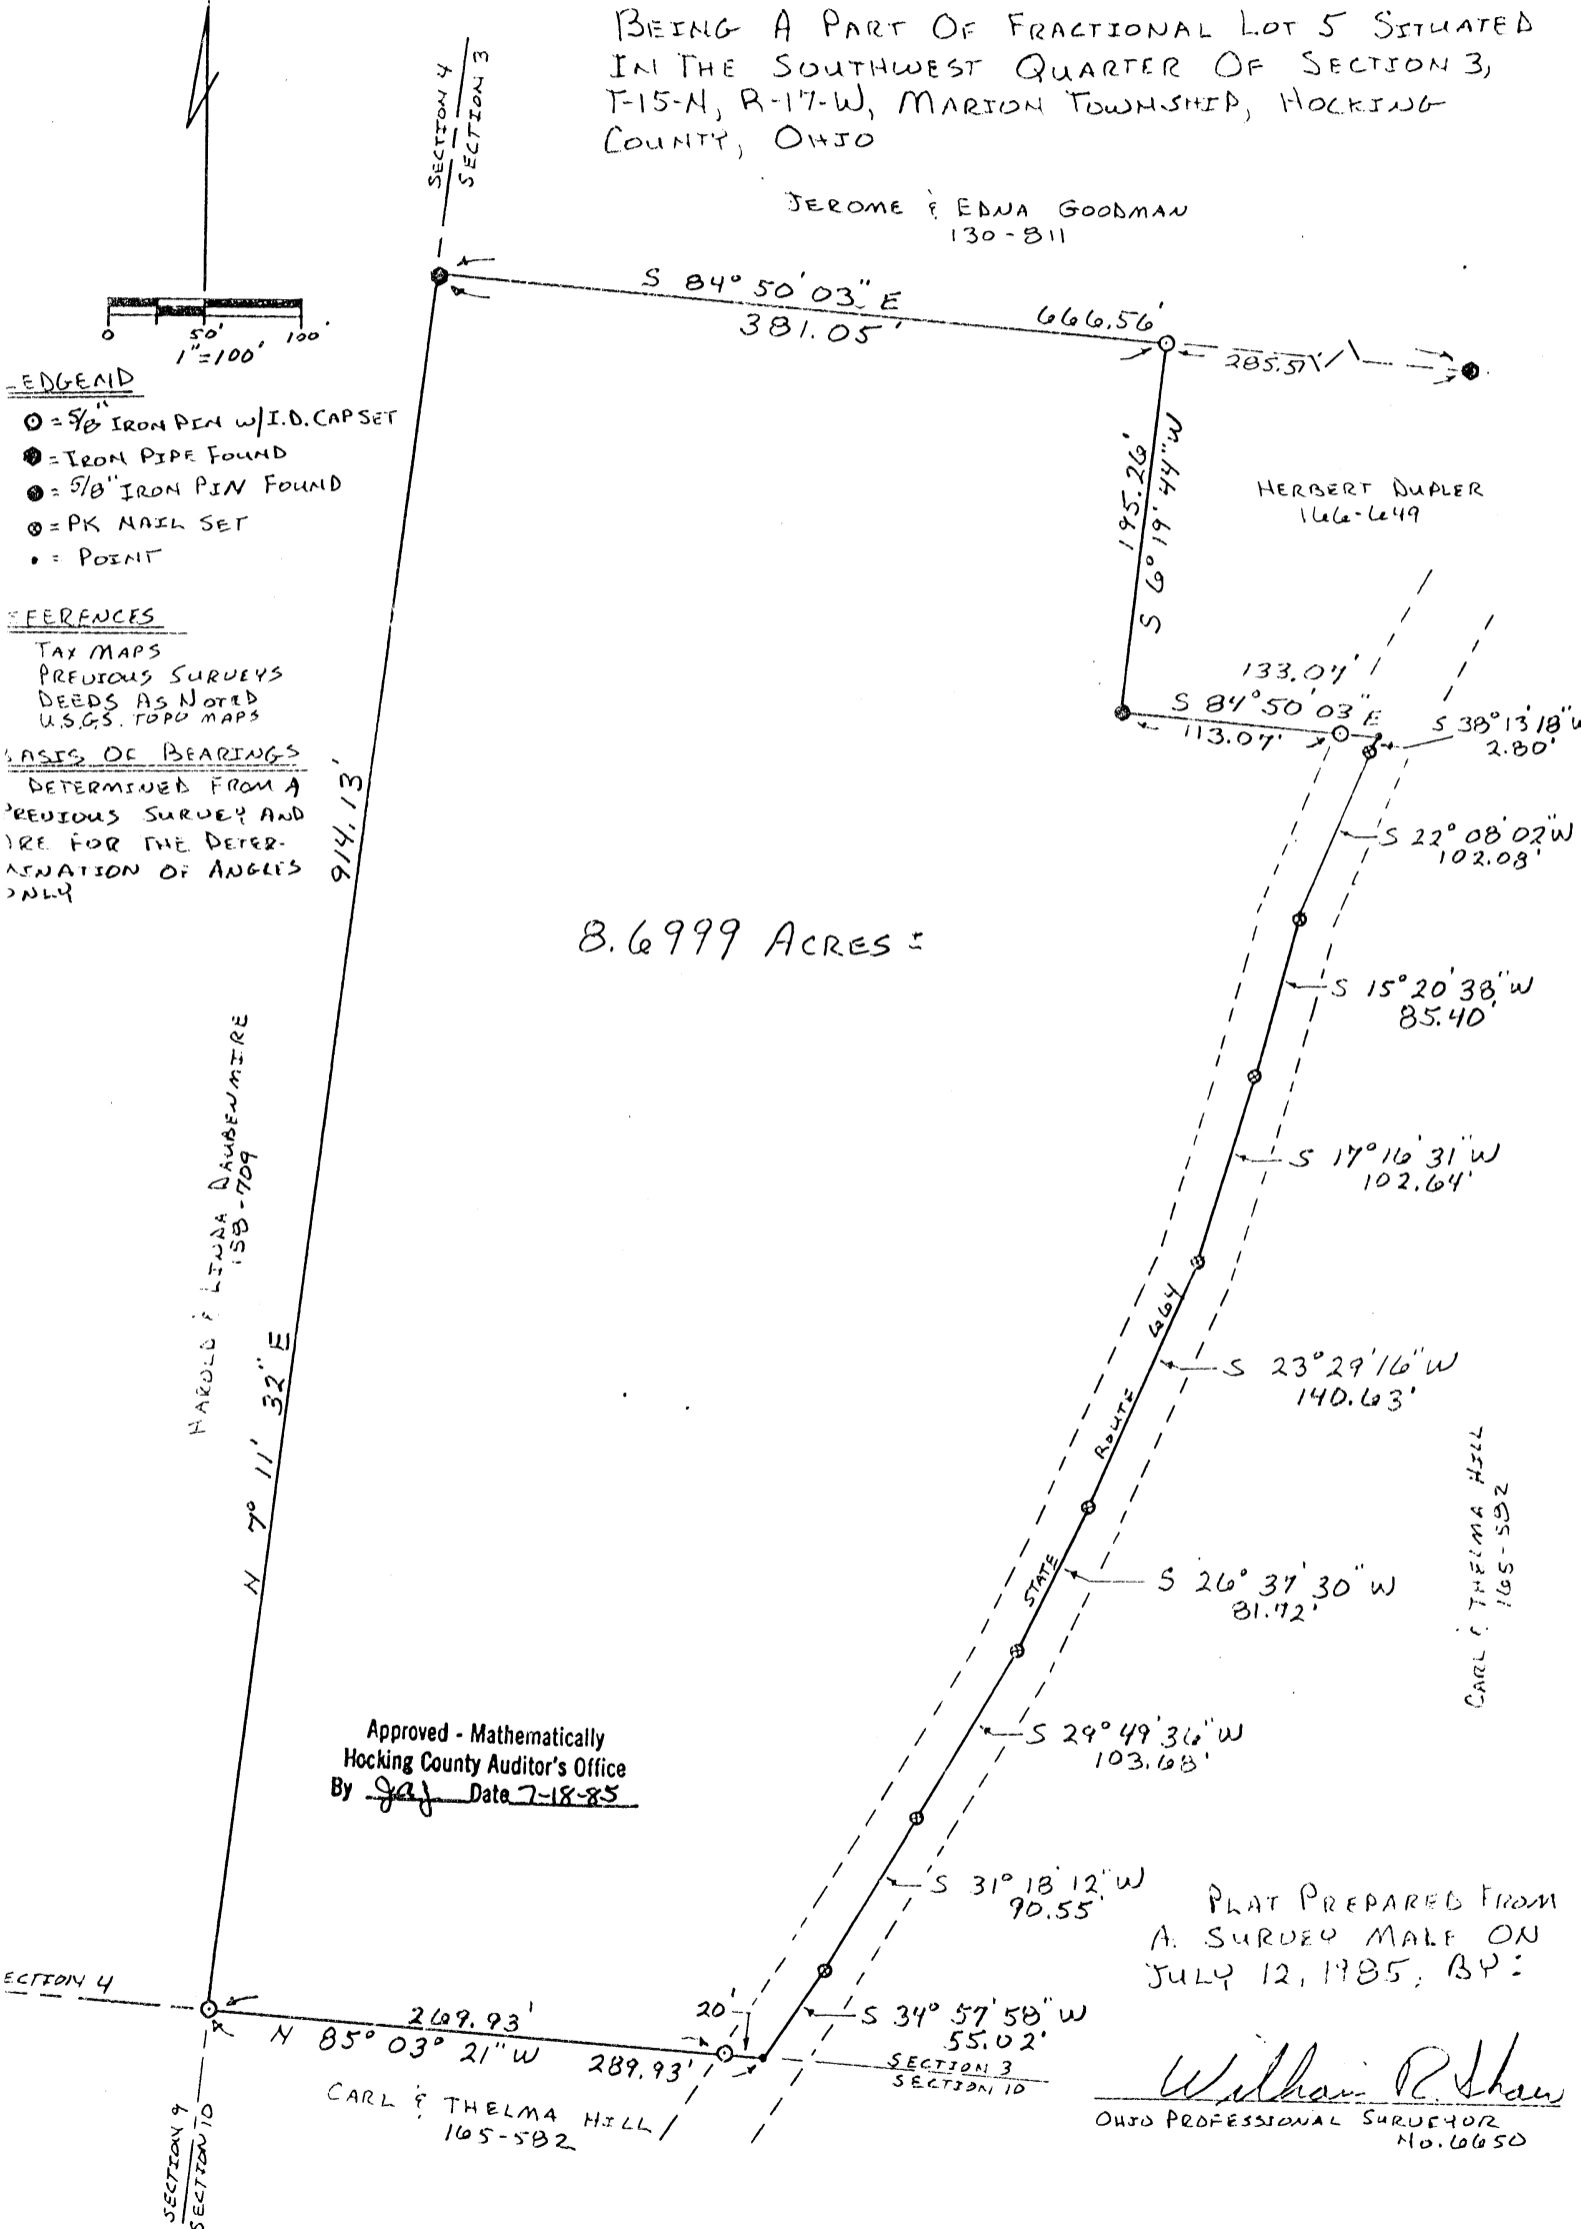 BEING A PART OF FRACTIONAL LOT 5 SITUATED
IN THE SOUTHWEST QUARTER OF SECTION 3,
T-15-N, R-17-W, MARION TOWNSHIP, HOCKING
COUNTY, OHIO
SECTION 4
SECTION 3
JEROME & EDNA GOODMAN
130-811
S 84° 50' 03" E
381.05'
666.56'
285.51'
0 50' 100'
1"=100'
EDGEND
= 5/8" IRON PIN W/I.D. CAP SET
= IRON PIPE FOUND
= 5/8" IRON PIN FOUND
= PK NAIL SET
= POINT
195.26'
S 6° 19' 44" W
HERBERT DUPLER
166-649
FERENCES
TAX MAPS
PREVIOUS SURVEYS
DEEDS AS NOTED
U.S.G.S. TOPO MAPS
133.07'
S 84° 50' 03" E
113.07'
S 38° 13' 18" W
2.80'
ASIS OF BEARINGS
DETERMINED FROM A
REVIOUS SURVEY AND
RE FOR THE DETER-
INATION OF ANGLES
NLY
914.13'
N 7° 11' 32" E
S 22° 08' 02" W
102.08'
8.6999 ACRES ±
S 15° 20' 38" W
85.40'
HAROLD & LINDA DAUBENMIRE
158-709
S 17° 16' 31" W
102.64'
STATE ROUTE 664
S 23° 29' 16" W
140.63'
CARL & THELMA HILL
165-582
S 26° 37' 30" W
81.72'
Approved - Mathematically
Hocking County Auditor's Office
By gaj Date 7-18-85
S 29° 49' 36" W
103.68'
S 31° 18' 12" W
90.55'
PLAT PREPARED FROM
A SURVEY MADE ON
JULY 12, 1985, BY:
ECTION 4
269.93'
N 85° 03° 21" W 289.93'
20'
S 34° 57' 58" W
55.02'
SECTION 3
SECTION 10
CARL & THELMA HILL
165-582
SECTION 9
SECTION 10
William R. Shaw
OHIO PROFESSIONAL SURVEYOR
NO. 6650